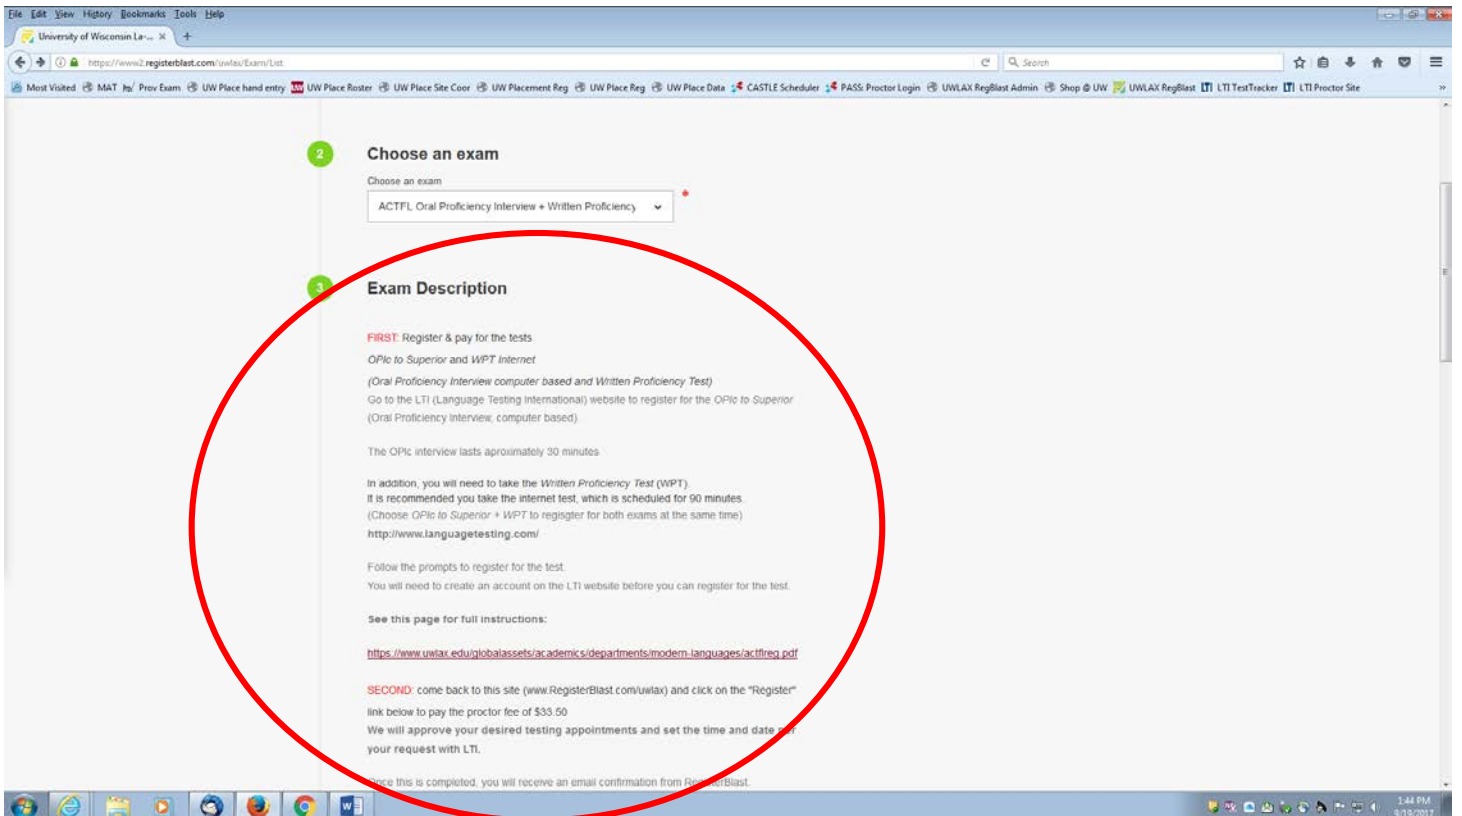 File Edit View History Bookmarks Tools Help
University of Wisconsin La-... × +
https://www2.registerblast.com/uwlax/Exam/List
Search
Most Visited MAT w/ Prov Exam UW Place hand entry UW Place Roster UW Place Site Coor UW Placement Reg UW Place Reg UW Place Data CASTLE Scheduler PASS: Proctor Login UWLAX RegBlast Admin Shop @ UW UWLAX RegBlast LTI LTI TestTracker LTI LTI Proctor Site »
2 Choose an exam
Choose an exam
ACTFL Oral Proficiency Interview + Written Proficiency *
3 Exam Description
FIRST: Register & pay for the tests
OPIc to Superior and WPT Internet
(Oral Proficiency Interview computer based and Written Proficiency Test)
Go to the LTI (Language Testing International) website to register for the OPIc to Superior
(Oral Proficiency Interview, computer based)
The OPIc interview lasts aproximately 30 minutes
In addition, you will need to take the Written Proficiency Test (WPT).
It is recommended you take the internet test, which is scheduled for 90 minutes.
(Choose OPIc to Superior + WPT to regisgter for both exams at the same time)
http://www.languagetesting.com/
Follow the prompts to register for the test.
You will need to create an account on the LTI website before you can register for the test.
See this page for full instructions:
https://www.uwlax.edu/globalassets/academics/departments/modern-languages/actflreg.pdf
SECOND: come back to this site (www.RegisterBlast.com/uwlax) and click on the "Register"
link below to pay the proctor fee of $33.50
We will approve your desired testing appointments and set the time and date per
your request with LTI.
Once this is completed, you will receive an email confirmation from RegisterBlast.
1:44 PM
9/19/2017